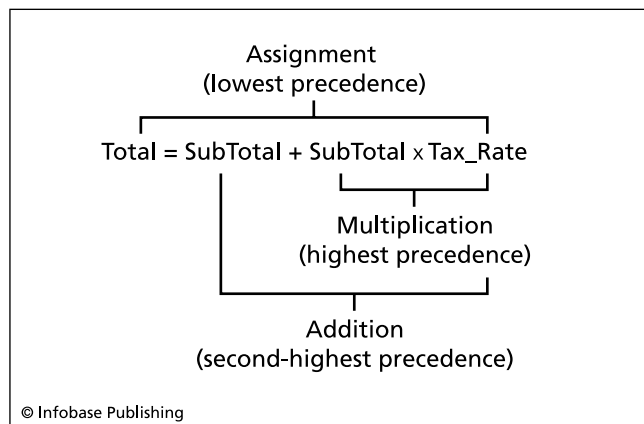 Assignment
(lowest precedence)
Total = SubTotal + SubTotal x Tax_Rate
Multiplication
(highest precedence)
Addition
(second-highest precedence)
© Infobase Publishing